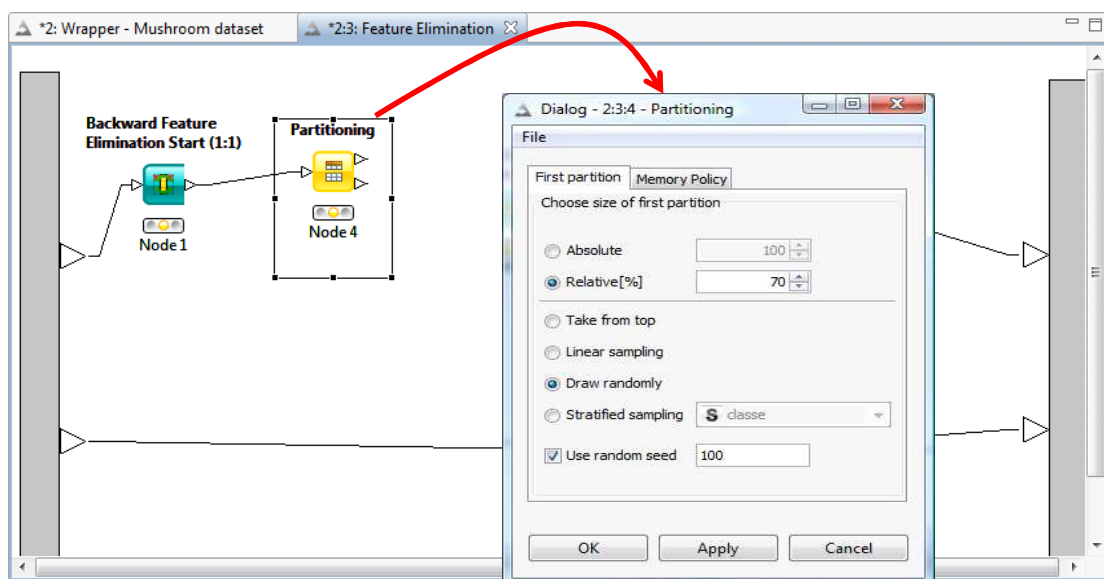 *2: Wrapper - Mushroom dataset
*2:3: Feature Elimination
Backward Feature
Elimination Start (1:1)
Node 1
Partitioning
Node 4
Dialog - 2:3:4 - Partitioning
File
First partition
Memory Policy
Choose size of first partition
Absolute 100
Relative[%] 70
Take from top
Linear sampling
Draw randomly
Stratified sampling S classe
Use random seed 100
OK Apply Cancel